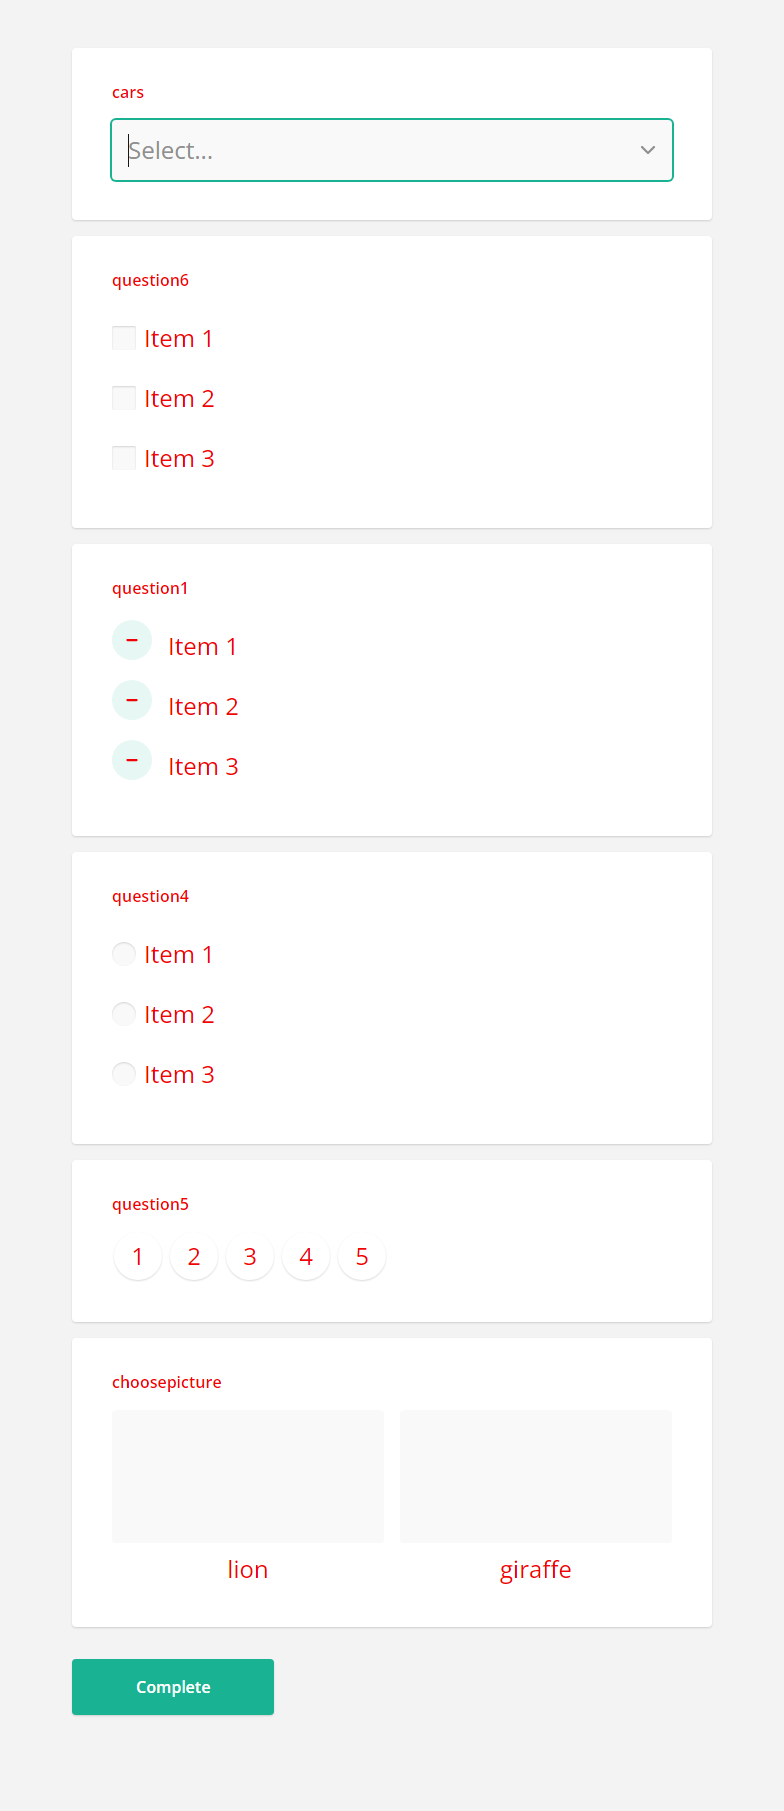 cars
Select...
question6
Item 1
Item 2
Item 3
question1
Item 1
Item 2
Item 3
question4
Item 1
Item 2
Item 3
question5
1 2 3 4 5
choosepicture
lion giraffe
Complete